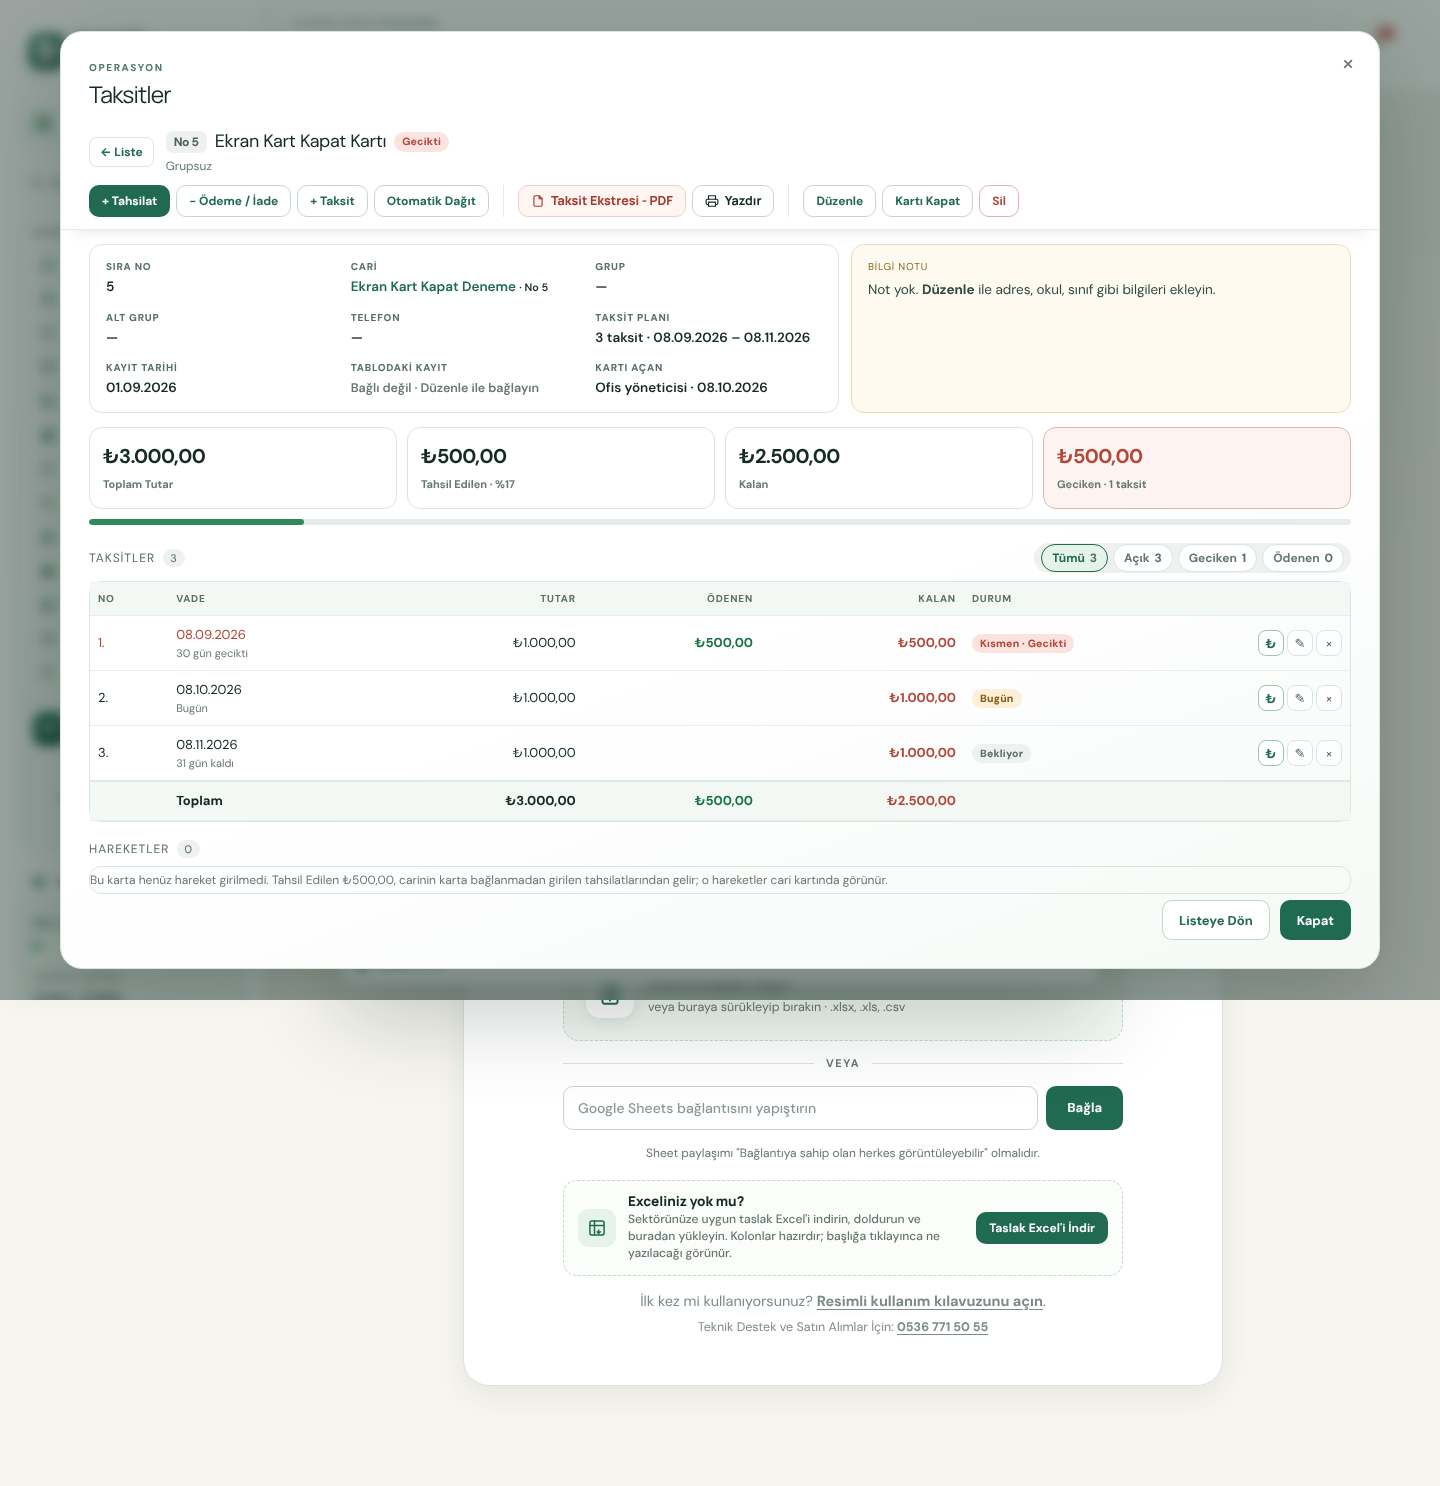 OPERASYON
Taksitler
×
← Liste
No 5 Ekran Kart Kapat Kartı Gecikti
Grupsuz
+ Tahsilat
− Ödeme / İade
+ Taksit
Otomatik Dağıt
Taksit Ekstresi - PDF
Yazdır
Düzenle
Kartı Kapat
Sil
SIRA NO
5
CARİ
Ekran Kart Kapat Deneme · No 5
GRUP
—
ALT GRUP
—
TELEFON
—
TAKSİT PLANI
3 taksit · 08.09.2026 – 08.11.2026
KAYIT TARİHİ
01.09.2026
TABLODAKİ KAYIT
Bağlı değil · Düzenle ile bağlayın
KARTI AÇAN
Ofis yöneticisi · 08.10.2026
BİLGİ NOTU
Not yok. Düzenle ile adres, okul, sınıf gibi bilgileri ekleyin.
₺3.000,00
Toplam Tutar
₺500,00
Tahsil Edilen · %17
₺2.500,00
Kalan
₺500,00
Geciken · 1 taksit
TAKSİTLER 3
Tümü 3 Açık 3 Geciken 1 Ödenen 0
NO VADE TUTAR ÖDENEN KALAN DURUM
1. 08.09.2026 ₺1.000,00 ₺500,00 ₺500,00 Kısmen · Gecikti ₺ ✎ ×
30 gün gecikti
2. 08.10.2026 ₺1.000,00 ₺1.000,00 Bugün ₺ ✎ ×
Bugün
3. 08.11.2026 ₺1.000,00 ₺1.000,00 Bekliyor ₺ ✎ ×
31 gün kaldı
Toplam ₺3.000,00 ₺500,00 ₺2.500,00
HAREKETLER 0
Bu karta henüz hareket girilmedi. Tahsil Edilen ₺500,00, carinin karta bağlanmadan girilen tahsilatlarından gelir; o hareketler cari kartında görünür.
Listeye Dön
Kapat
veya buraya sürükleyip bırakın · .xlsx, .xls, .csv
VEYA
Google Sheets bağlantısını yapıştırın
Bağla
Sheet paylaşımı "Bağlantıya sahip olan herkes görüntüleyebilir" olmalıdır.
Exceliniz yok mu?
Sektörünüze uygun taslak Excel'i indirin, doldurun ve
buradan yükleyin. Kolonlar hazırdır; başlığa tıklayınca ne
yazılacağı görünür.
Taslak Excel'i İndir
İlk kez mi kullanıyorsunuz? Resimli kullanım kılavuzunu açın.
Teknik Destek ve Satın Alımlar İçin: 0536 771 50 55